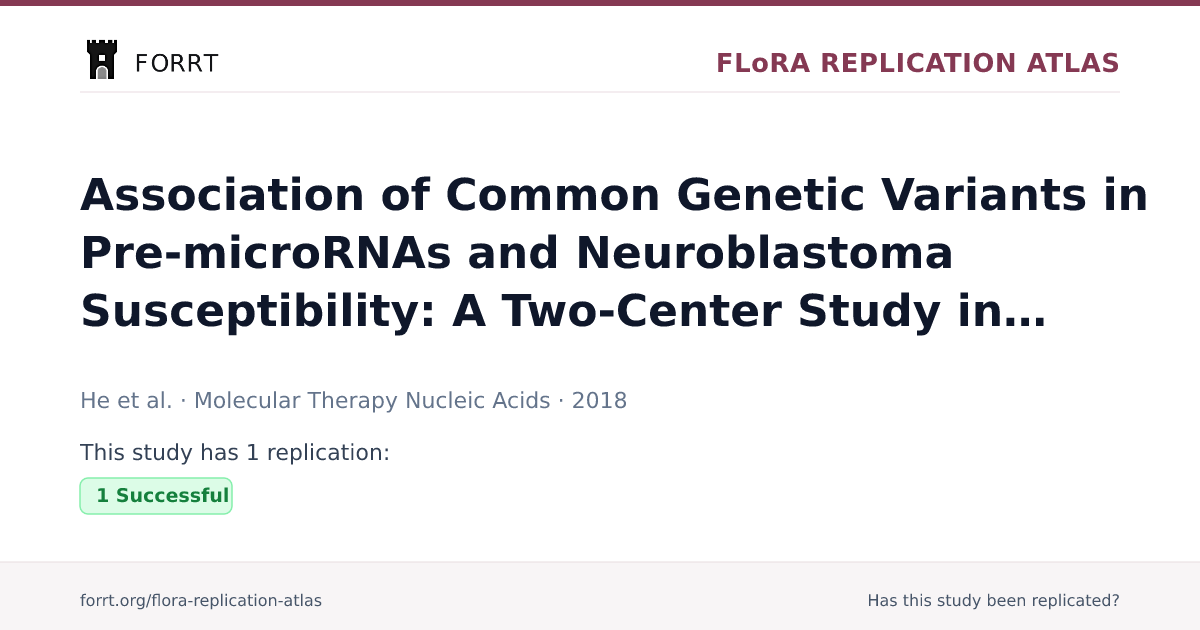 FORRT
FLoRA REPLICATION ATLAS
Association of Common Genetic Variants in
Pre-microRNAs and Neuroblastoma
Susceptibility: A Two-Center Study in…
He et al. · Molecular Therapy Nucleic Acids · 2018
This study has 1 replication:
1 Successful
forrt.org/flora-replication-atlas
Has this study been replicated?